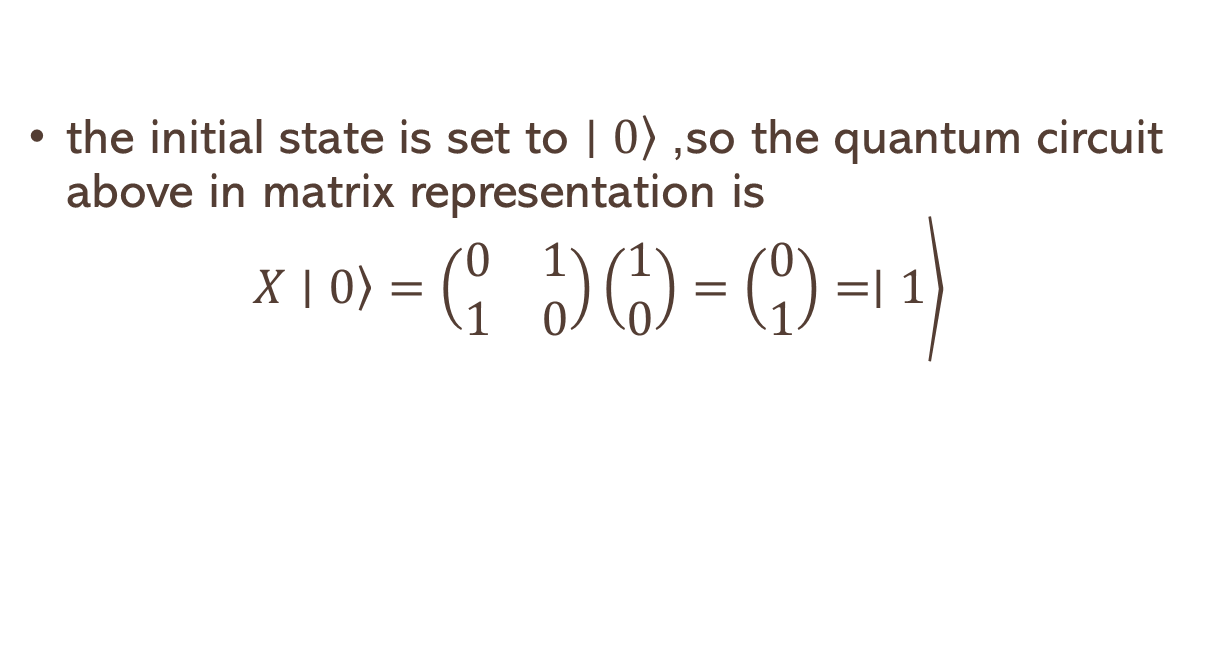 • the initial state is set to | 0⟩ ,so the quantum circuit
above in matrix representation is
X | 0⟩ = (0 1; 1 0) (1; 0) = (0; 1) =| 1⟩